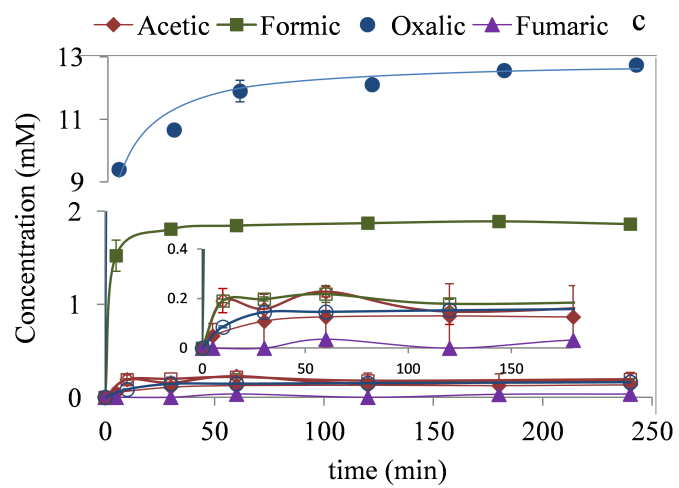 Acetic Formic Oxalic Fumaric c
13
11
9
2
1
0
Concentration (mM)
0.4
0.2
0
0 50 100 150
0 50 100 150 200 250
time (min)